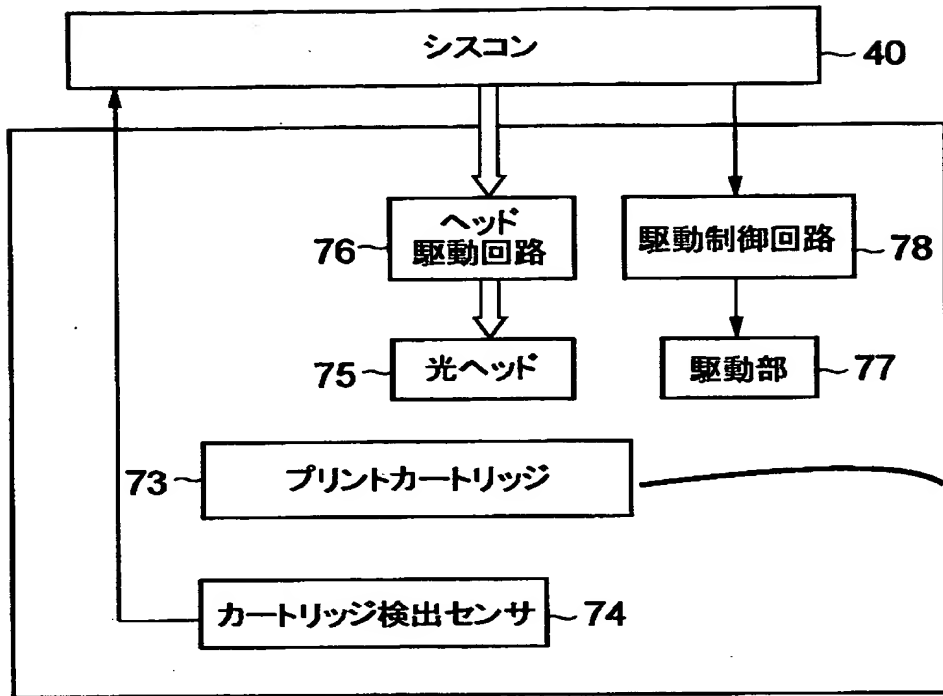 シスコン
40
ヘッド
駆動回路
76
駆動制御回路
78
光ヘッド
75
駆動部
77
プリントカートリッジ
73
カートリッジ検出センサ
74